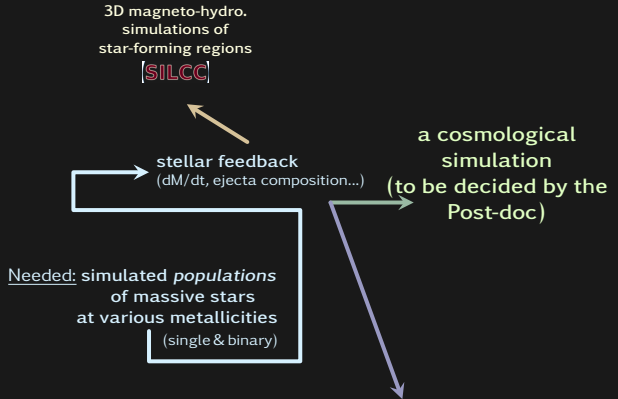 3D magneto-hydro.
simulations of
star-forming regions
[SILCC]
stellar feedback
(dM/dt, ejecta composition...)
a cosmological
simulation
(to be decided by the
Post-doc)
Needed: simulated populations
of massive stars
at various metallicities
(single & binary)